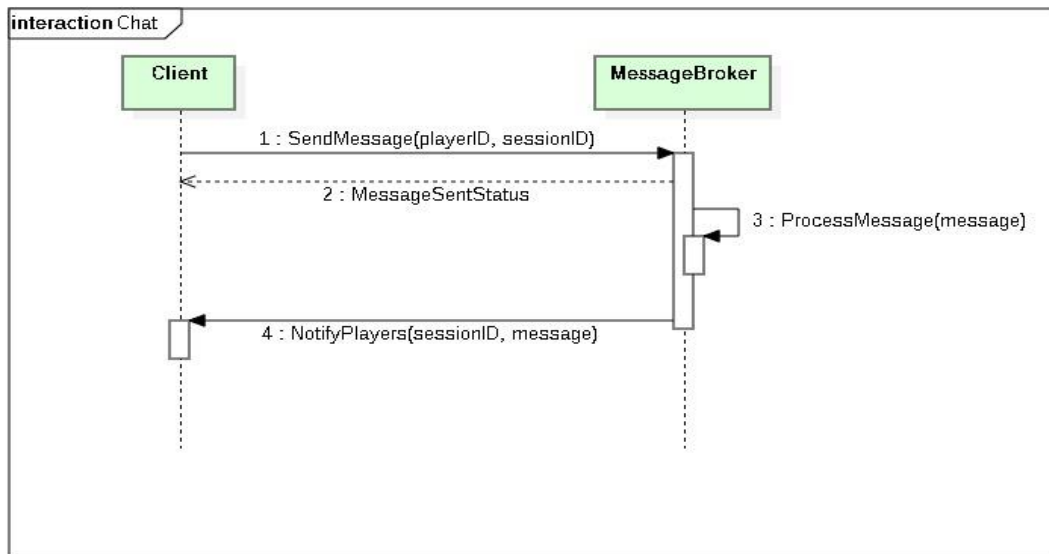 interaction Chat
Client
MessageBroker
1 : SendMessage(playerID, sessionID)
2 : MessageSentStatus
3 : ProcessMessage(message)
4 : NotifyPlayers(sessionID, message)